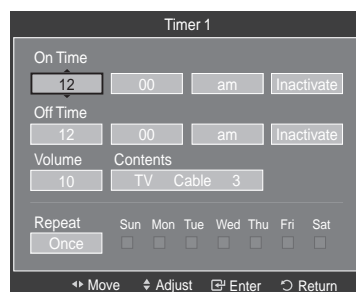 Timer 1
On Time
12 00 am Inactivate
Off Time
12 00 am Inactivate
Volume Contents
10 TV Cable 3
Repeat Sun Mon Tue Wed Thu Fri Sat
Once
Move Adjust Enter Return